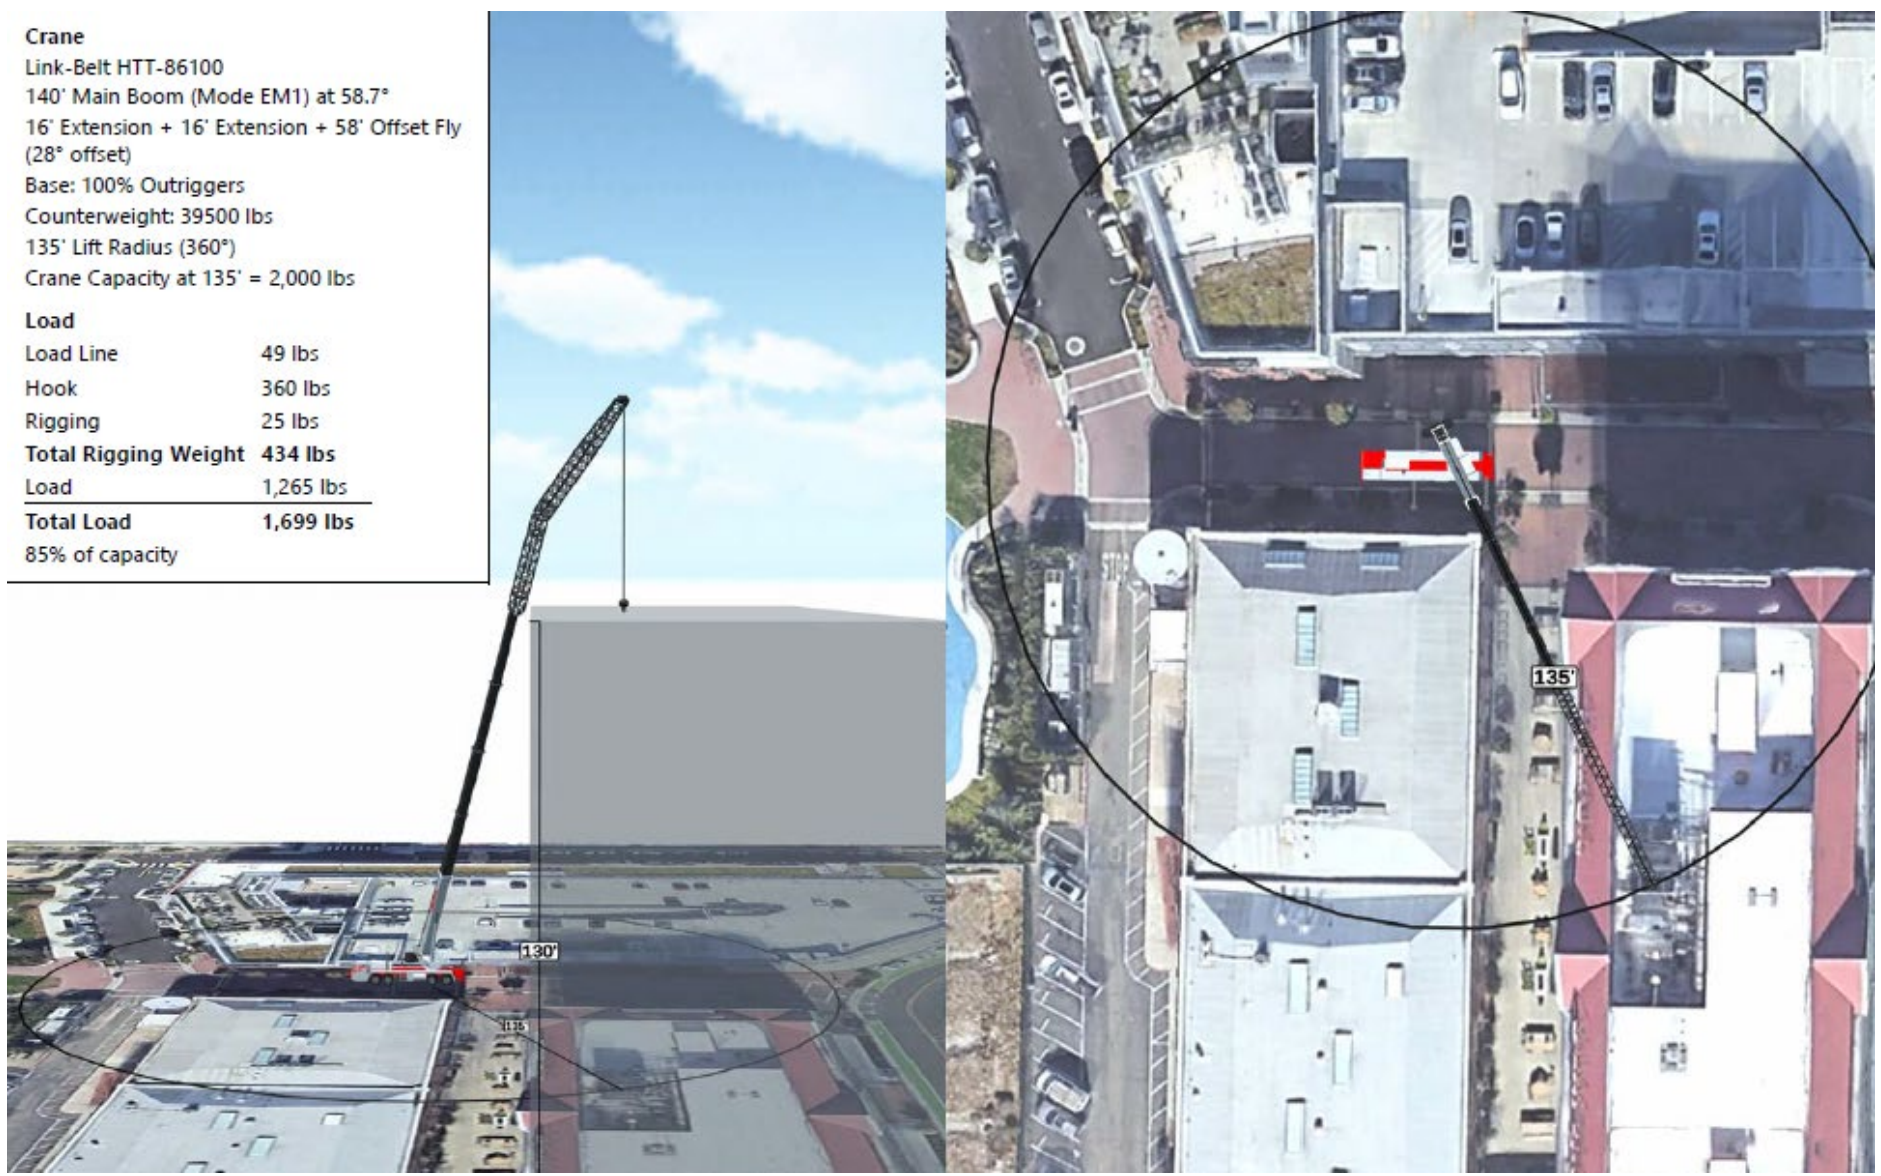 Crane
Link-Belt HTT-86100
140' Main Boom (Mode EM1) at 58.7°
16' Extension + 16' Extension + 58' Offset Fly
(28° offset)
Base: 100% Outriggers
Counterweight: 39500 lbs
135' Lift Radius (360°)
Crane Capacity at 135' = 2,000 lbs
Load
Load Line 49 lbs
Hook 360 lbs
Rigging 25 lbs
Total Rigging Weight 434 lbs
Load 1,265 lbs
Total Load 1,699 lbs
85% of capacity
130'
135'
135'